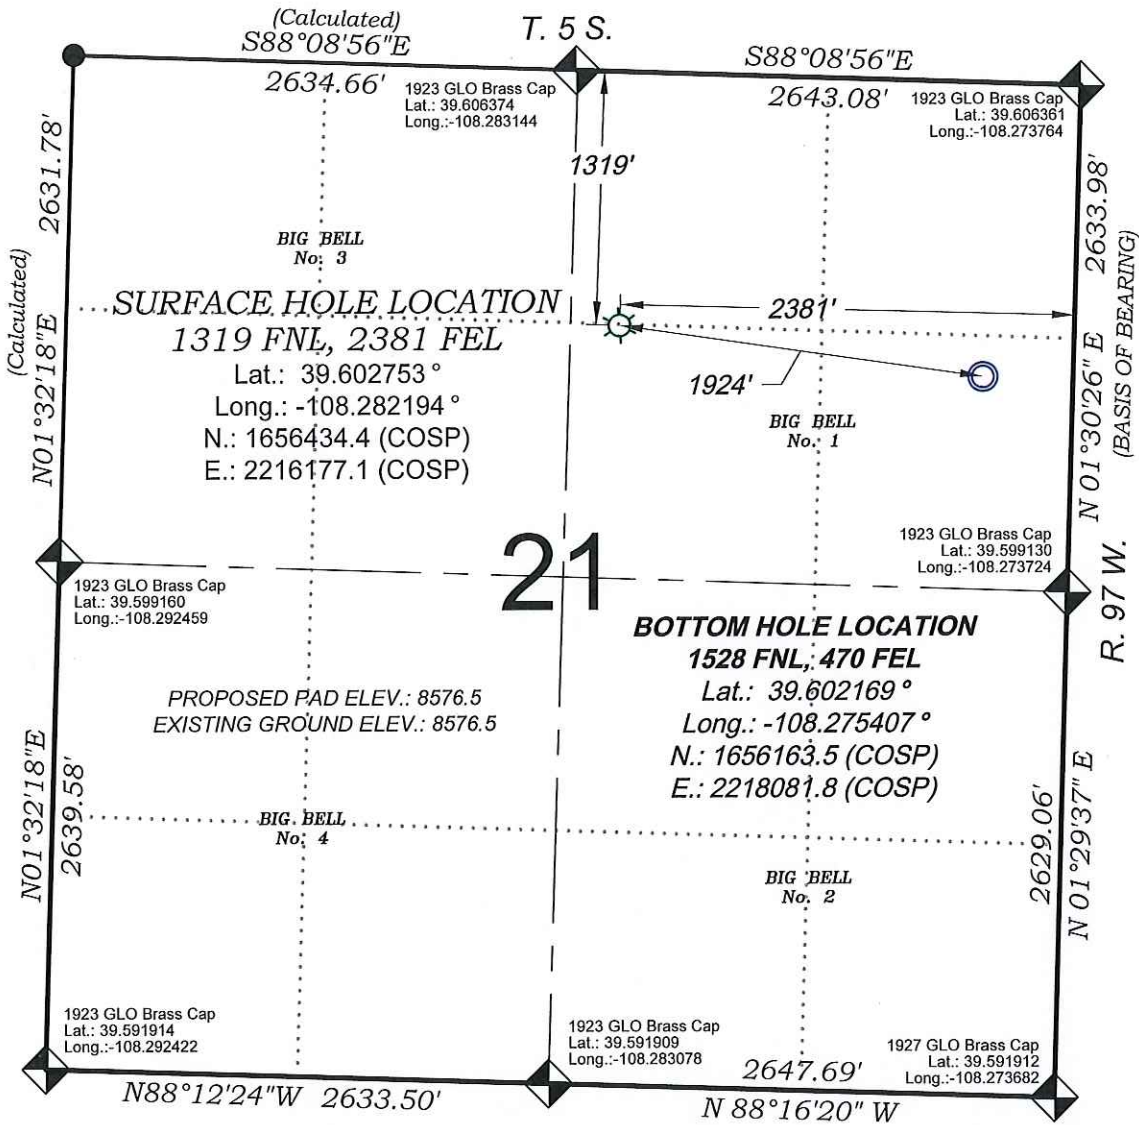 (Calculated)
S88°08'56"E
T. 5 S.
S88°08'56"E
2634.66'
1923 GLO Brass Cap
Lat.: 39.606374
Long.:-108.283144
2643.08'
1923 GLO Brass Cap
Lat.: 39.606361
Long.:-108.273764
2631.78'
1319'
2633.98'
(Calculated)
N01°32'18"E
BIG BELL
No. 3
SURFACE HOLE LOCATION
1319 FNL, 2381 FEL
Lat.: 39.602753°
Long.: -108.282194°
N.: 1656434.4 (COSP)
E.: 2216177.1 (COSP)
2381'
1924'
BIG BELL
No. 1
N 01°30'26" E
(BASIS OF BEARING)
R. 97 W.
1923 GLO Brass Cap
Lat.: 39.599130
Long.:-108.273724
1923 GLO Brass Cap
Lat.: 39.599160
Long.:-108.292459
21
BOTTOM HOLE LOCATION
1528 FNL, 470 FEL
Lat.: 39.602169°
Long.: -108.275407°
N.: 1656163.5 (COSP)
E.: 2218081.8 (COSP)
PROPOSED PAD ELEV.: 8576.5
EXISTING GROUND ELEV.: 8576.5
N01°32'18"E
2639.58'
BIG BELL
No. 4
BIG BELL
No. 2
2629.06'
N 01°29'37" E
1923 GLO Brass Cap
Lat.: 39.591914
Long.:-108.292422
1923 GLO Brass Cap
Lat.: 39.591909
Long.:-108.283078
2647.69'
1927 GLO Brass Cap
Lat.: 39.591912
Long.:-108.273682
N88°12'24"W 2633.50'
N 88°16'20" W